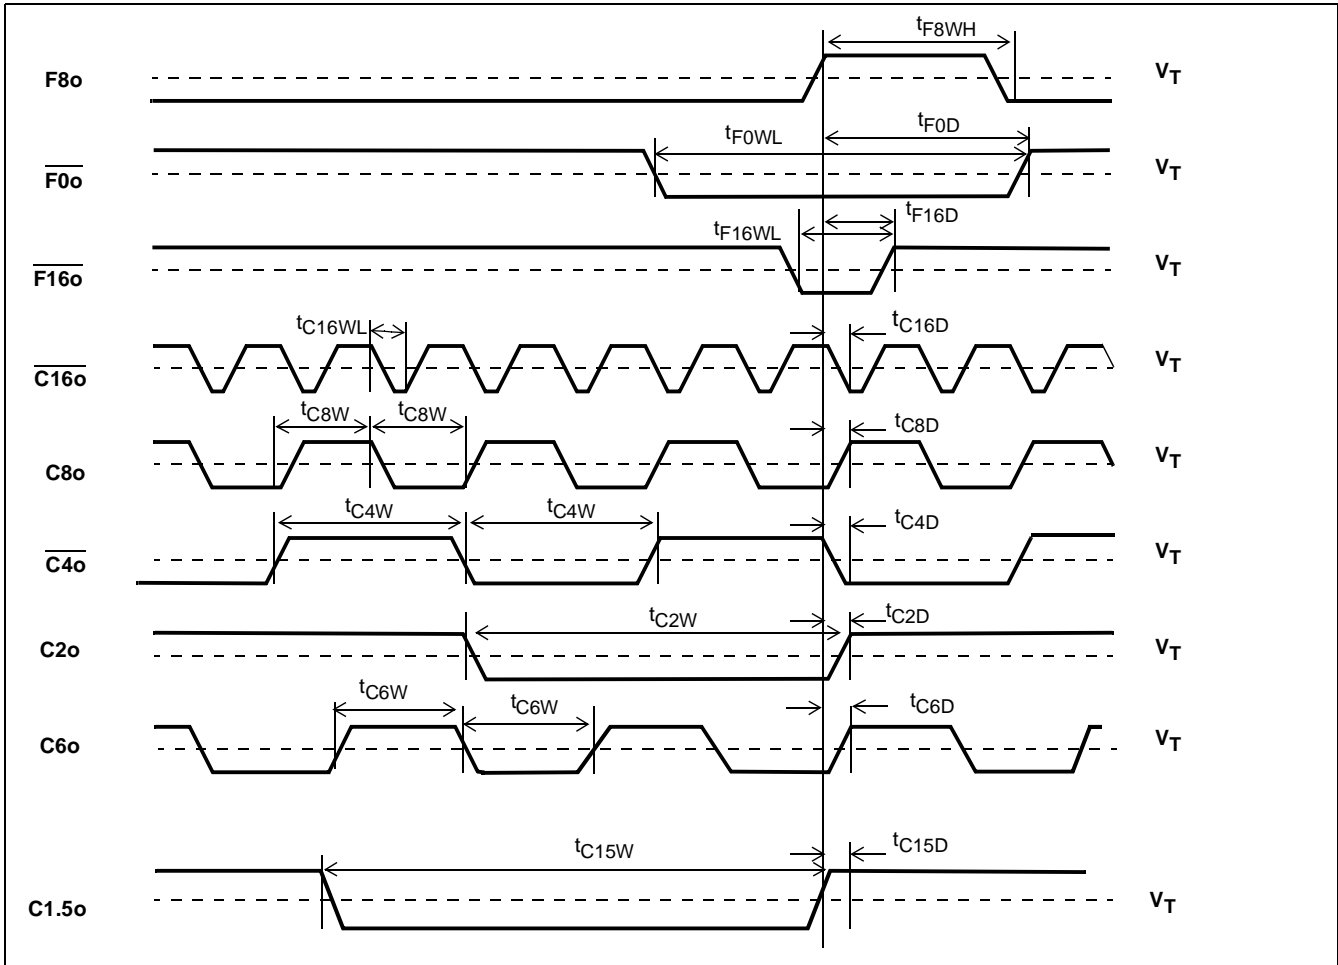 tF8WH
F8o VT
tF0WL tF0D
F0o VT
tF16WL tF16D
F16o VT
tC16WL tC16D
C16o VT
tC8W tC8W tC8D
C8o VT
tC4W tC4W tC4D
C4o VT
tC2W tC2D
C2o VT
tC6W tC6W tC6D
C6o VT
tC15W tC15D
C1.5o VT